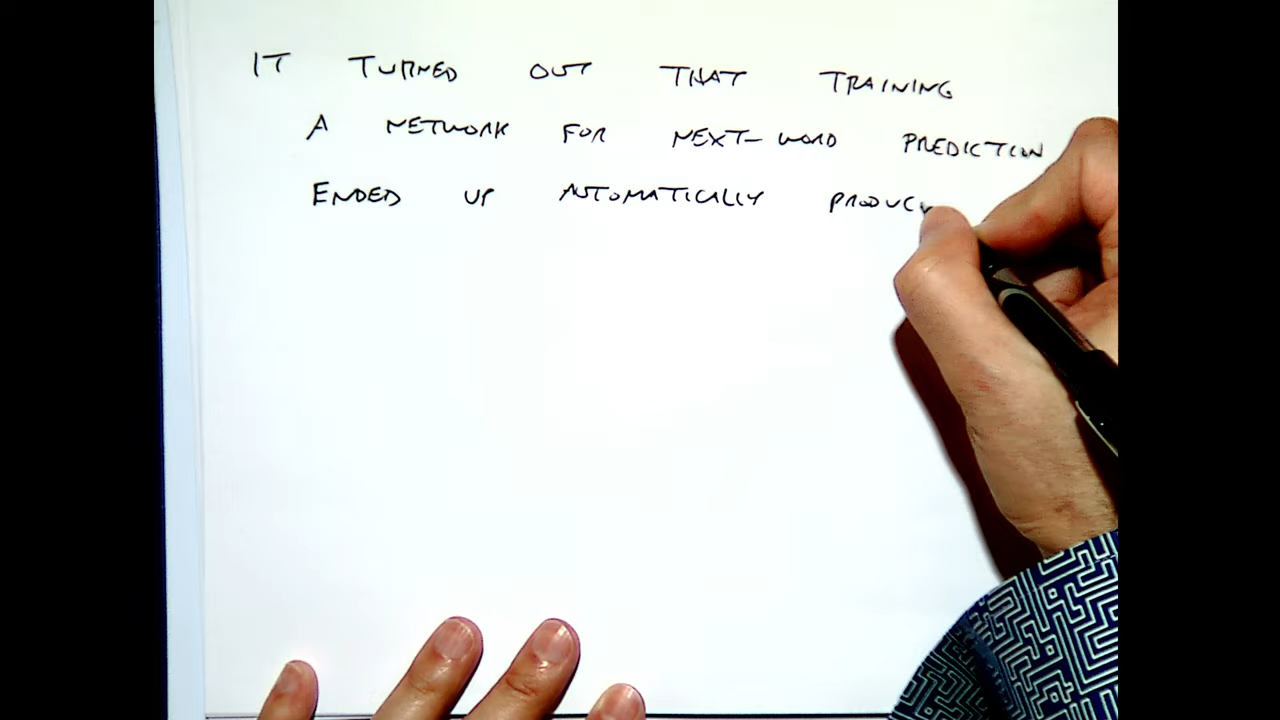 IT TURNED OUT THAT TRAINING
A NETWORK FOR NEXT-WORD PREDICTION
ENDED UP AUTOMATICALLY